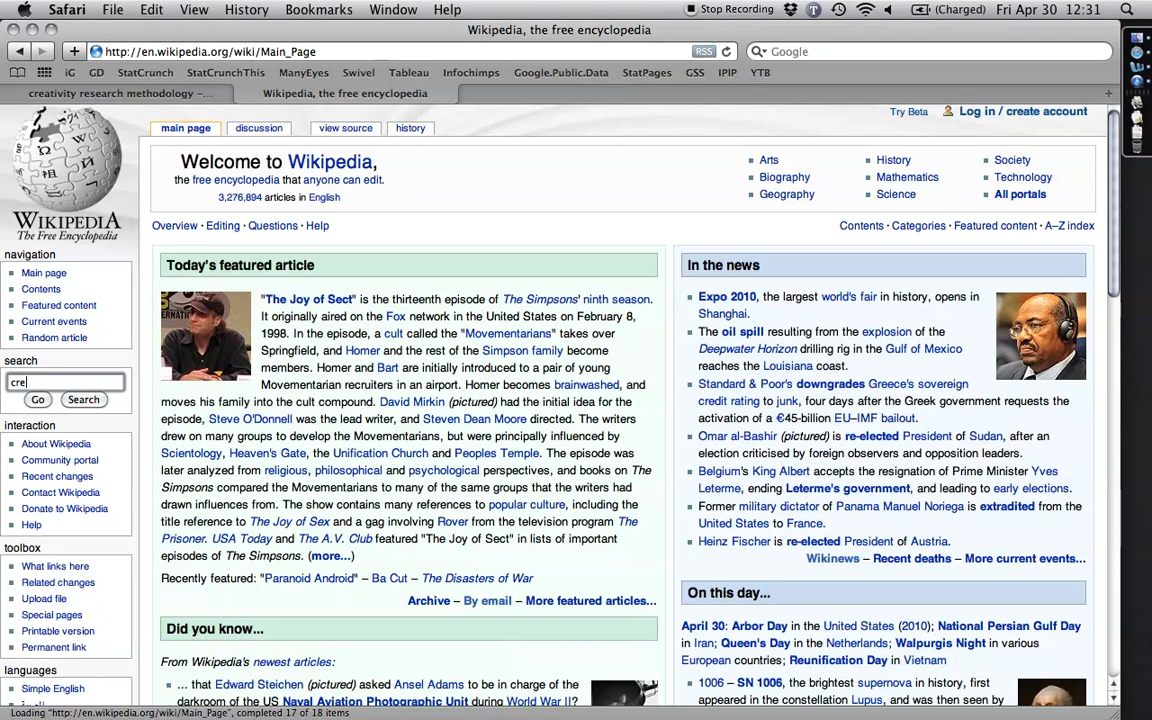 Safari File Edit View History Bookmarks Window Help Stop Recording (Charged) Fri Apr 30 12:31
Wikipedia, the free encyclopedia
http://en.wikipedia.org/wiki/Main_Page RSS Google
iG GD StatCrunch StatCrunchThis ManyEyes Swivel Tableau Infochimps Google.Public.Data StatPages GSS IPIP YTB
creativity research methodology –... Wikipedia, the free encyclopedia
Try Beta Log in / create account
main page discussion view source history
WIKIPEDIA
The Free Encyclopedia
navigation
Main page
Contents
Featured content
Current events
Random article
search
cre
Go Search
interaction
About Wikipedia
Community portal
Recent changes
Contact Wikipedia
Donate to Wikipedia
Help
toolbox
What links here
Related changes
Upload file
Special pages
Printable version
Permanent link
languages
Simple English
Welcome to Wikipedia,
the free encyclopedia that anyone can edit.
3,276,894 articles in English
Arts
Biography
Geography
History
Mathematics
Science
Society
Technology
All portals
Overview · Editing · Questions · Help
Contents · Categories · Featured content · A–Z index
Today's featured article
"The Joy of Sect" is the thirteenth episode of The Simpsons' ninth season.
It originally aired on the Fox network in the United States on February 8,
1998. In the episode, a cult called the "Movementarians" takes over
Springfield, and Homer and the rest of the Simpson family become
members. Homer and Bart are initially introduced to a pair of young
Movementarian recruiters in an airport. Homer becomes brainwashed, and
moves his family into the cult compound. David Mirkin (pictured) had the initial idea for the
episode, Steve O'Donnell was the lead writer, and Steven Dean Moore directed. The writers
drew on many groups to develop the Movementarians, but were principally influenced by
Scientology, Heaven's Gate, the Unification Church and Peoples Temple. The episode was
later analyzed from religious, philosophical and psychological perspectives, and books on The
Simpsons compared the Movementarians to many of the same groups that the writers had
drawn influences from. The show contains many references to popular culture, including the
title reference to The Joy of Sex and a gag involving Rover from the television program The
Prisoner. USA Today and The A.V. Club featured "The Joy of Sect" in lists of important
episodes of The Simpsons. (more...)
Recently featured: "Paranoid Android" – Ba Cut – The Disasters of War
Archive – By email – More featured articles...
Did you know...
From Wikipedia's newest articles:
... that Edward Steichen (pictured) asked Ansel Adams to be in charge of the
darkroom of the US Naval Aviation Photographic Unit during World War II?
In the news
Expo 2010, the largest world's fair in history, opens in
Shanghai.
The oil spill resulting from the explosion of the
Deepwater Horizon drilling rig in the Gulf of Mexico
reaches the Louisiana coast.
Standard & Poor's downgrades Greece's sovereign
credit rating to junk, four days after the Greek government requests the
activation of a €45-billion EU–IMF bailout.
Omar al-Bashir (pictured) is re-elected President of Sudan, after an
election criticised by foreign observers and opposition leaders.
Belgium's King Albert accepts the resignation of Prime Minister Yves
Leterme, ending Leterme's government, and leading to early elections.
Former military dictator of Panama Manuel Noriega is extradited from the
United States to France.
Heinz Fischer is re-elected President of Austria.
Wikinews – Recent deaths – More current events...
On this day...
April 30: Arbor Day in the United States (2010); National Persian Gulf Day
in Iran; Queen's Day in the Netherlands; Walpurgis Night in various
European countries; Reunification Day in Vietnam
1006 – SN 1006, the brightest supernova in history, first
appeared in the constellation Lupus, and was then seen by
Loading "http://en.wikipedia.org/wiki/Main_Page", completed 17 of 18 items